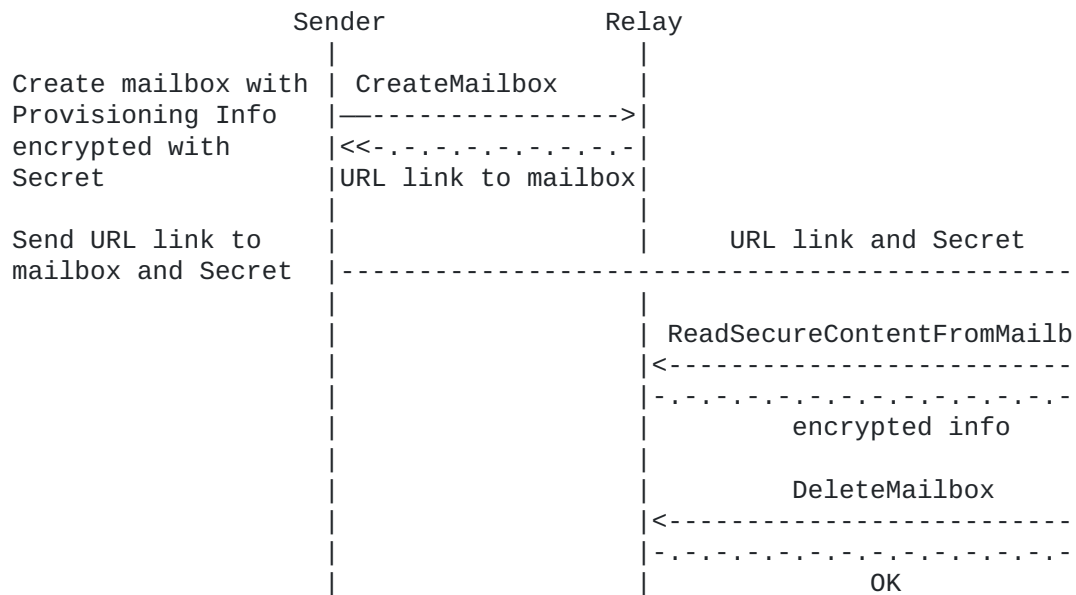 Sender Relay
Create mailbox with CreateMailbox
Provisioning Info
encrypted with
Secret URL link to mailbox
Send URL link to URL link and Secret
mailbox and Secret
ReadSecureContentFromMailb
encrypted info
DeleteMailbox
OK